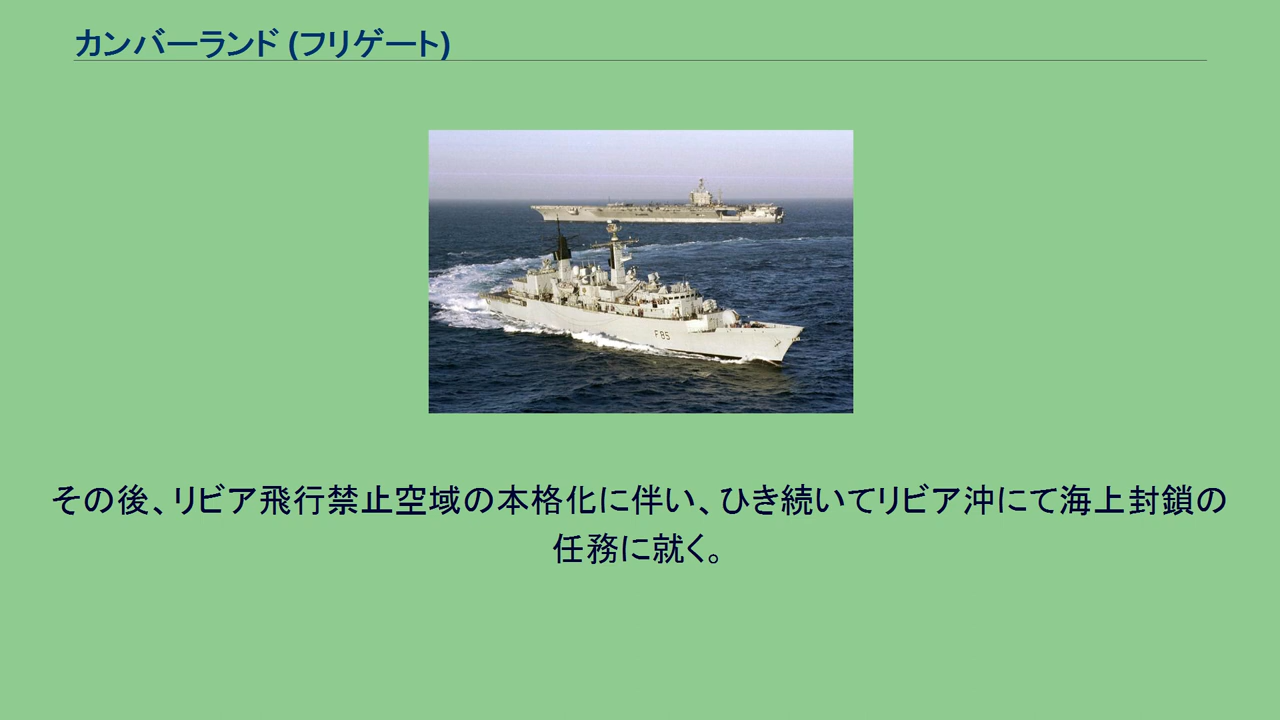 カンバーランド (フリゲート)
F85
その後、リビア飛行禁止空域の本格化に伴い、ひき続いてリビア沖にて海上封鎖の
任務に就く。